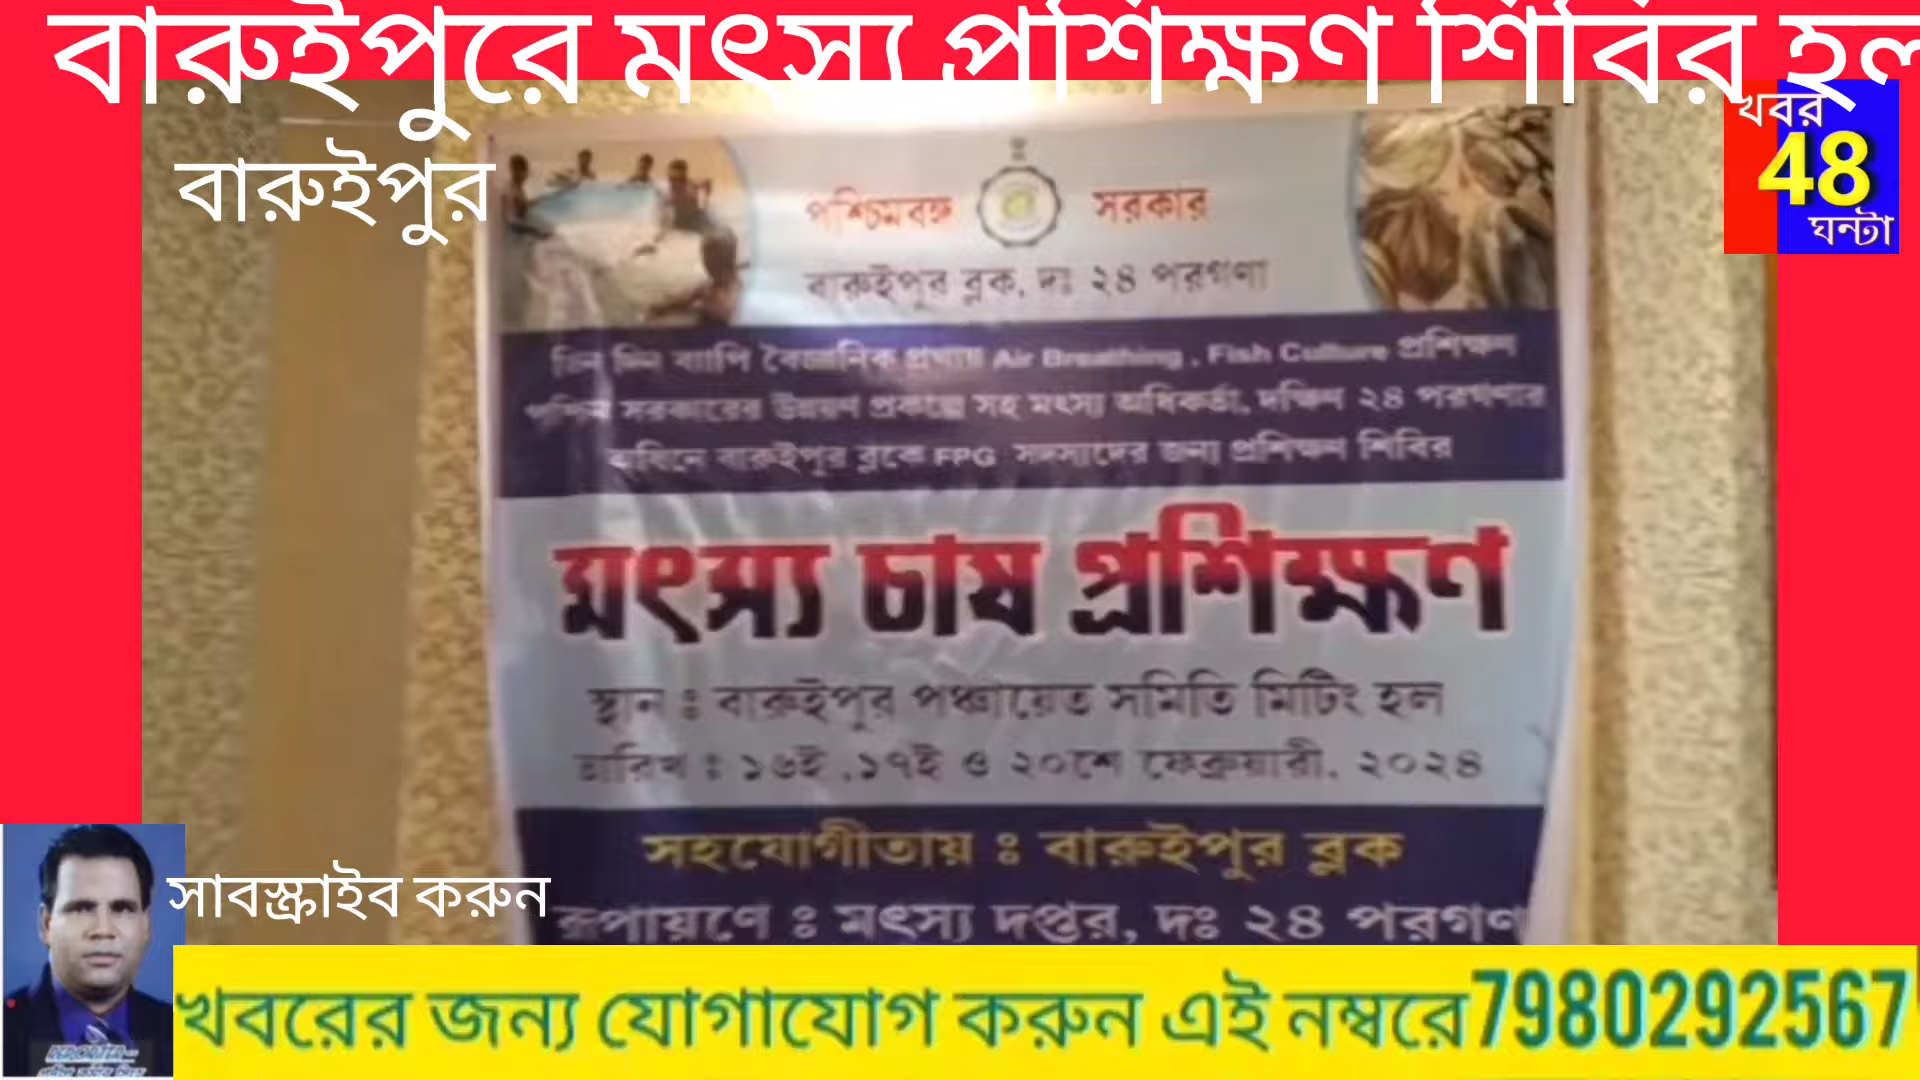 বারুইপুরে মৎস্য প্রশিক্ষণ শিবির হল
খবর
48
ঘন্টা
বারুইপুর
পশ্চিমবঙ্গ সরকার
বারুইপুর ব্লক, দঃ ২৪ পরগণা
তিন দিন ব্যাপি বৈজ্ঞানিক প্রথায় Air Breathing , Fish Culture প্রশিক্ষণ
পশ্চিম সরকারের উন্নয়ণ প্রকল্পে সহ মৎস্য অধিকর্তা, দক্ষিণ ২৪ পরগণার
অধিনে বারুইপুর ব্লকে FPG সদস্যদের জন্য প্রশিক্ষণ শিবির
মৎস্য চাষ প্রশিক্ষণ
স্থান ঃ বারুইপুর পঞ্চায়েত সমিতি মিটিং হল
তারিখ ঃ ১৬ই ,১৭ই ও ২০শে ফেব্রুয়ারী, ২০২৪
সহযোগীতায় ঃ বারুইপুর ব্লক
রূপায়ণে ঃ মৎস্য দপ্তর, দঃ ২৪ পরগণ
সাবস্ক্রাইব করুন
খবরের জন্য যোগাযোগ করুন এই নম্বরে 7980292567
REPORTER